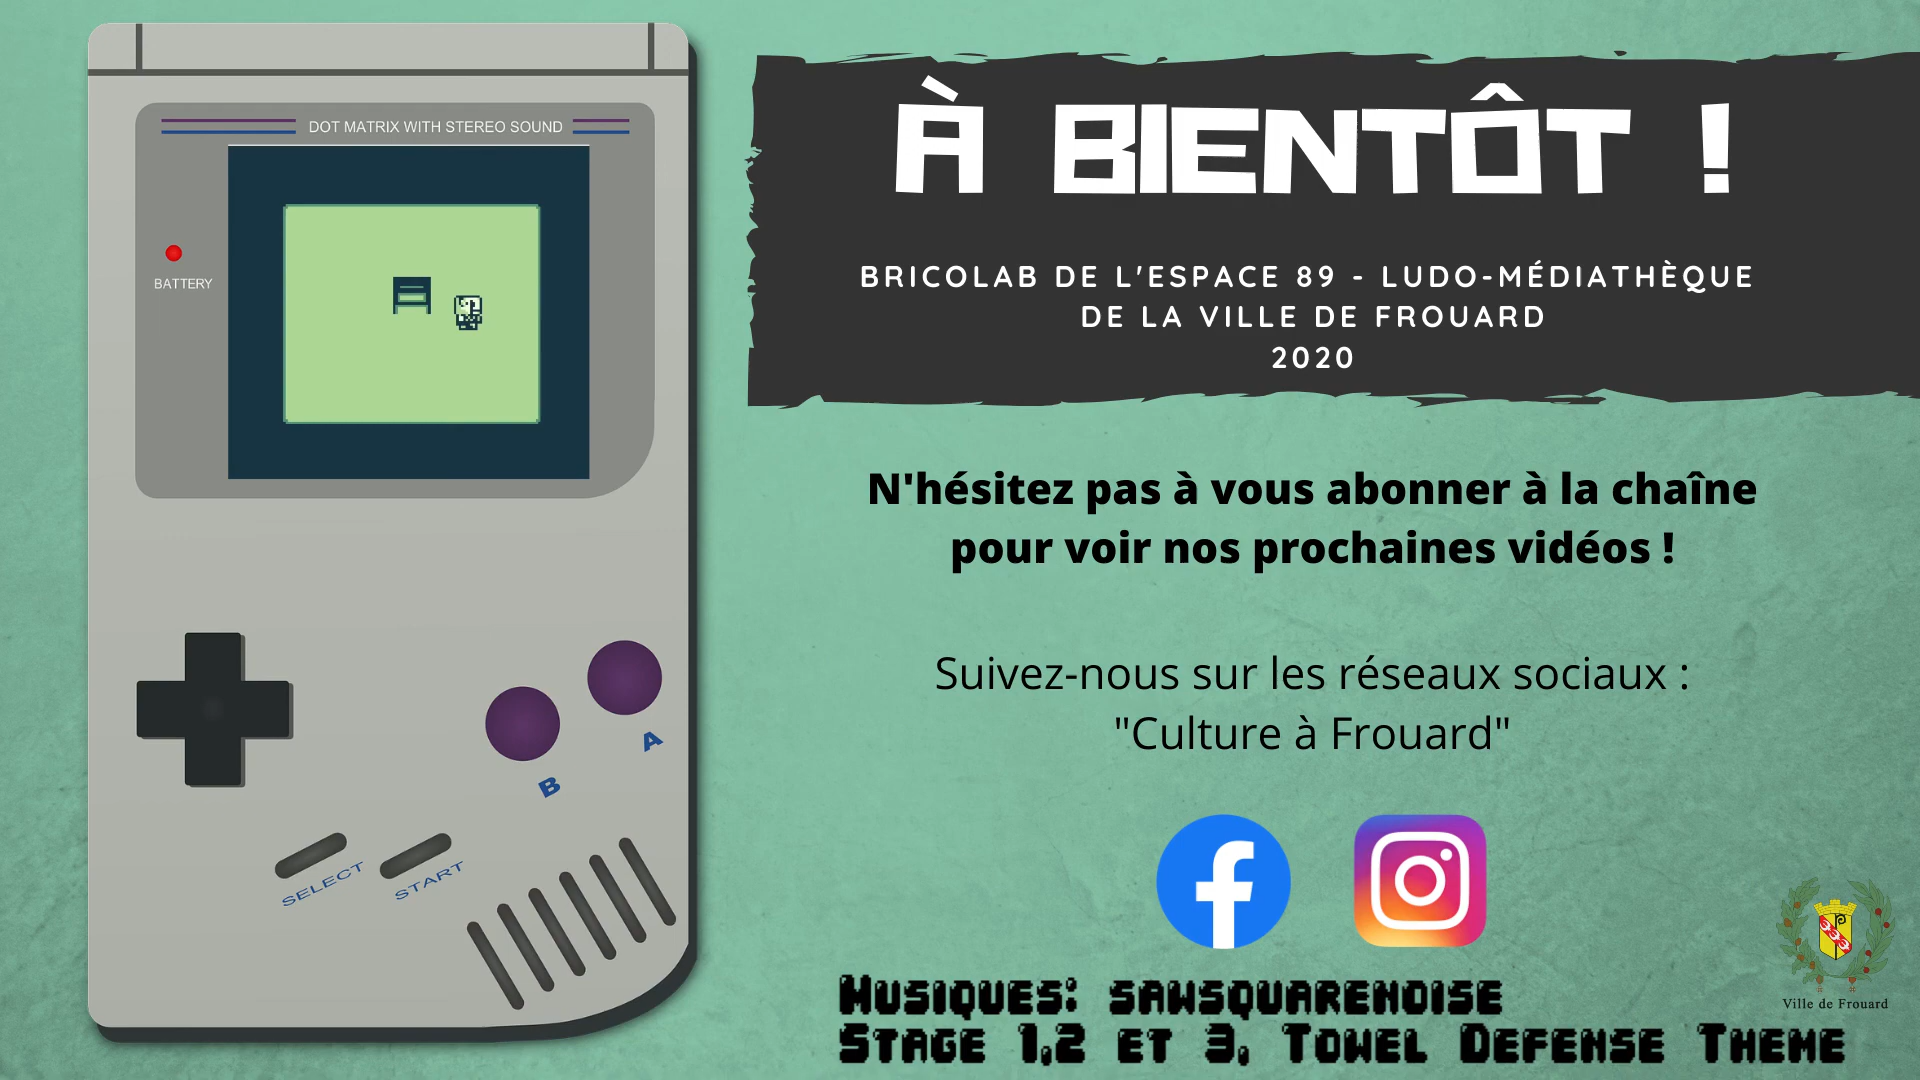 DOT MATRIX WITH STEREO SOUND
BATTERY
B
A
SELECT
START
À BIENTÔT !
BRICOLAB DE L'ESPACE 89 - LUDO-MÉDIATHÈQUE
DE LA VILLE DE FROUARD
2020
N'hésitez pas à vous abonner à la chaîne
pour voir nos prochaines vidéos !
Suivez-nous sur les réseaux sociaux :
"Culture à Frouard"
Ville de Frouard
Musiques: sawsquarenoise
Stage 1,2 et 3, Towel Defense Theme